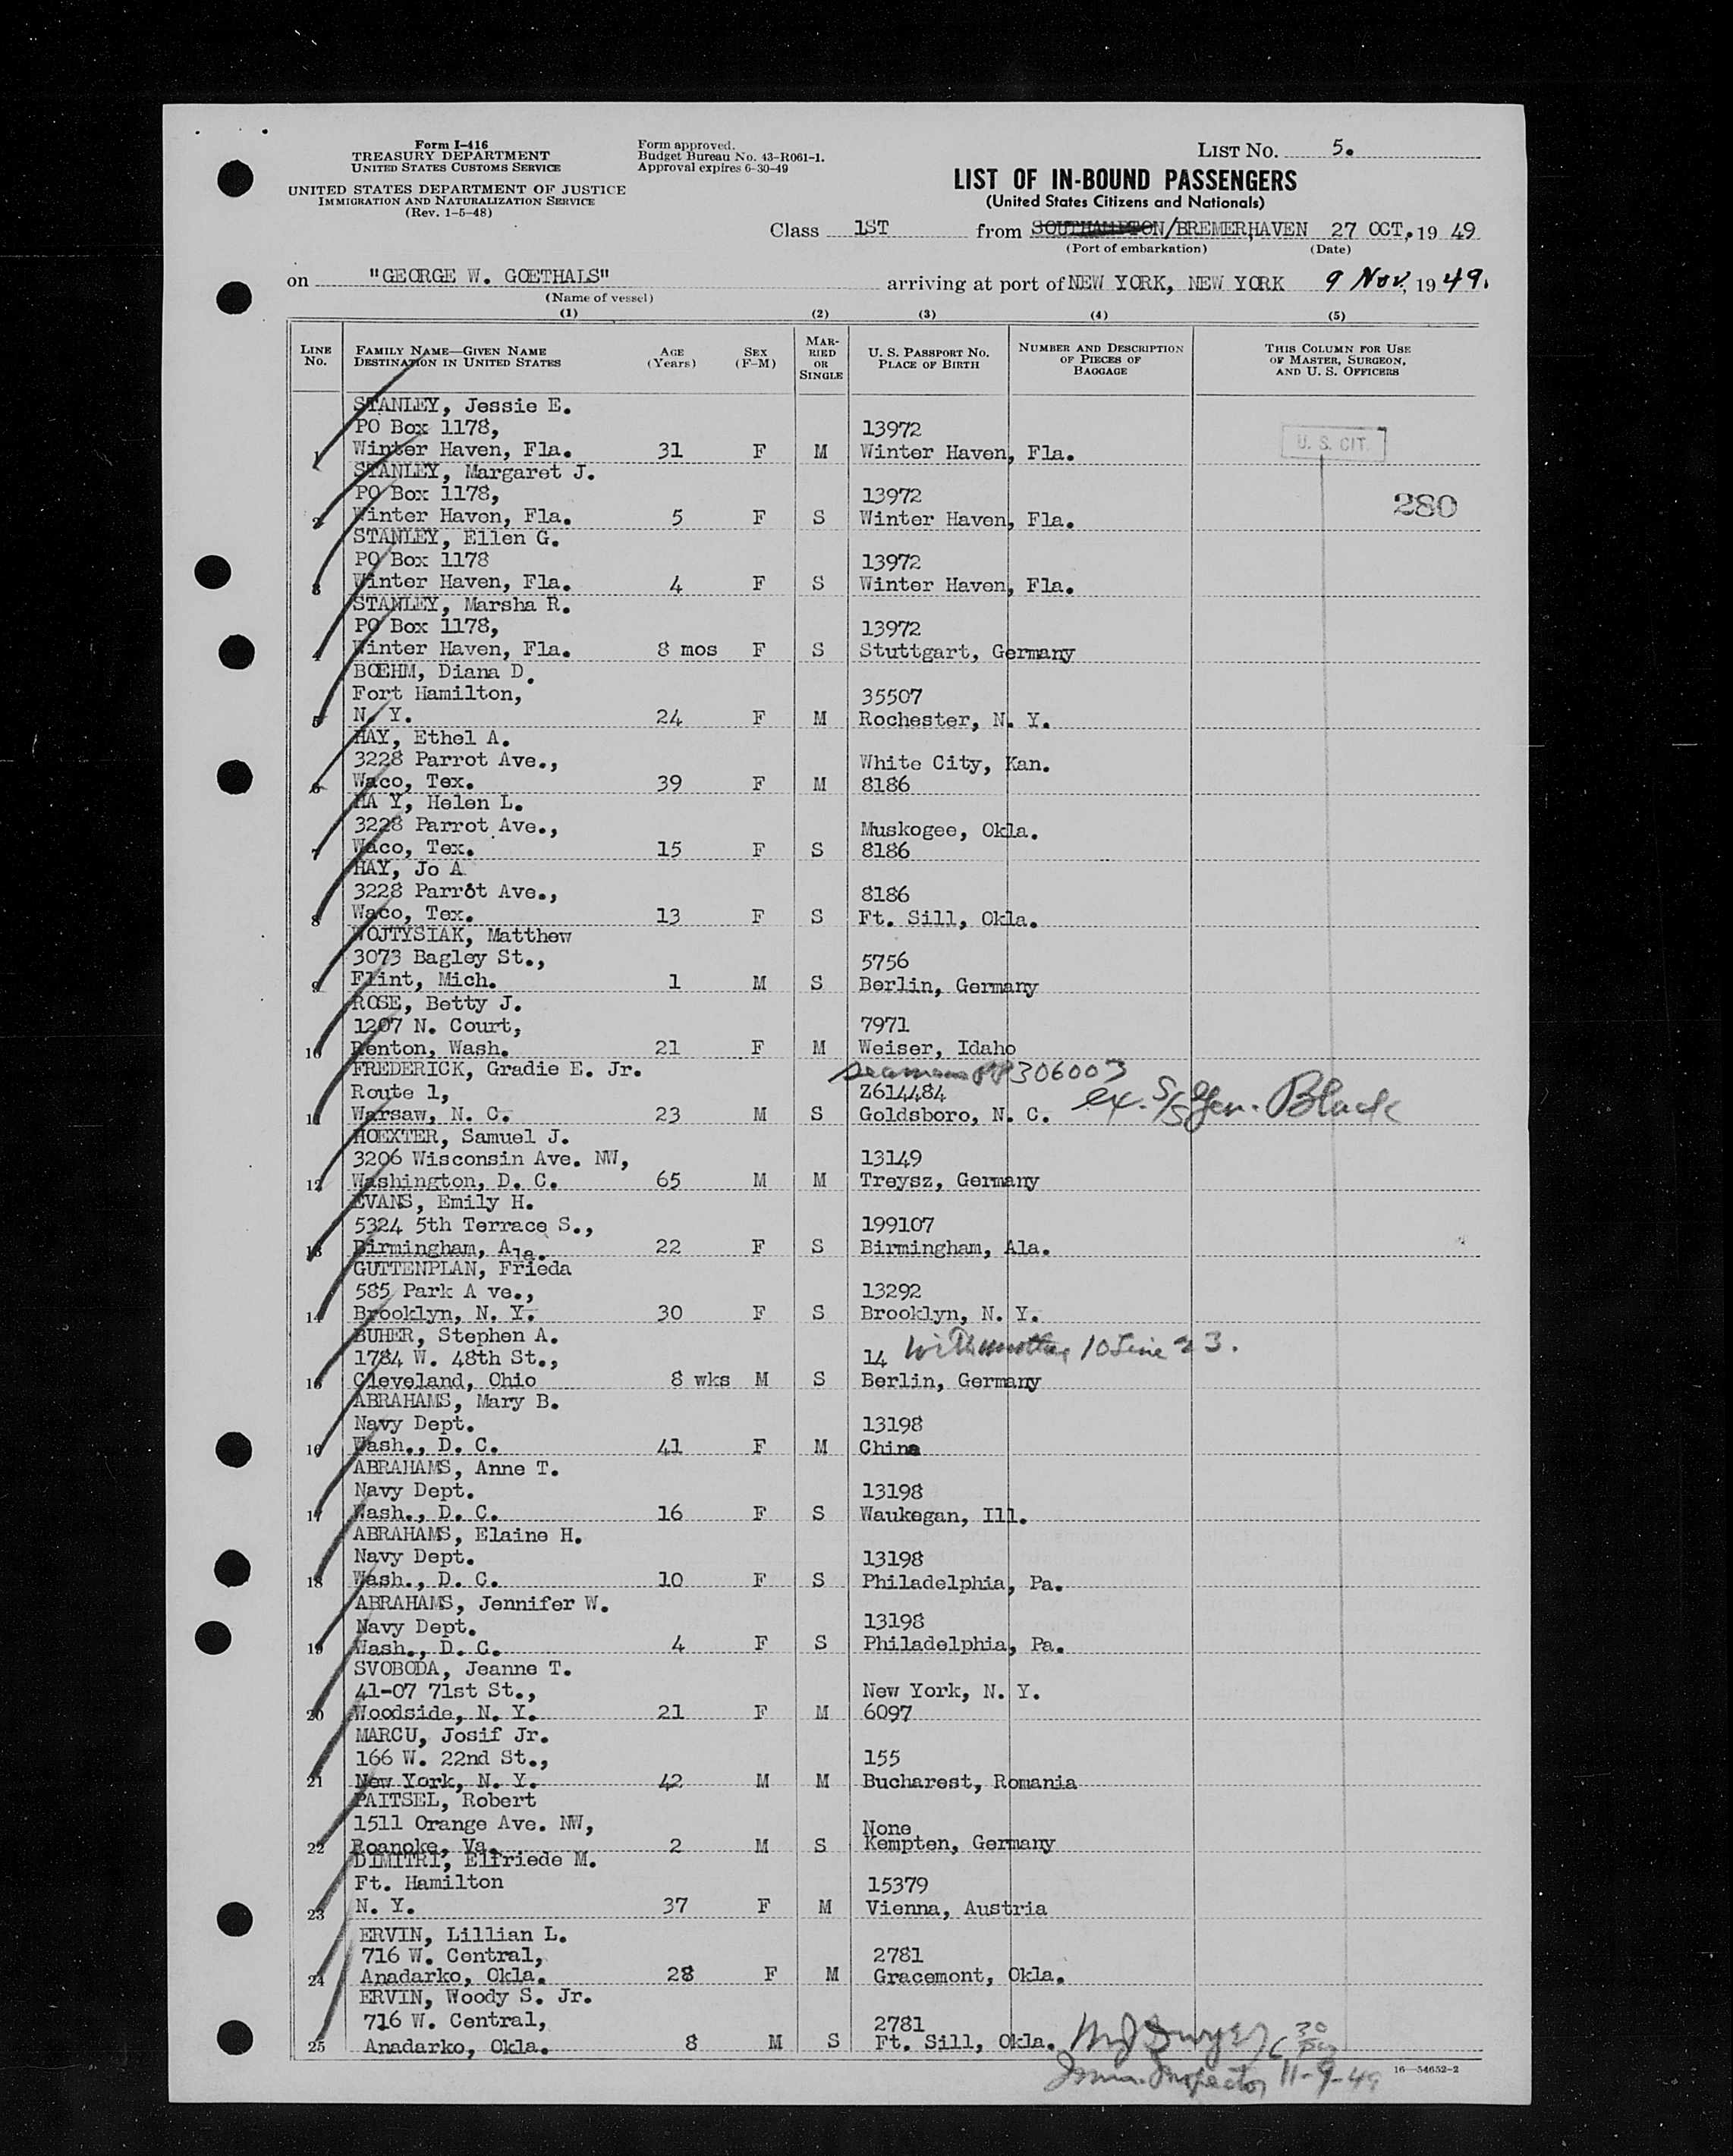 Form I-416
TREASURY DEPARTMENT
UNITED STATES CUSTOMS SERVICE
UNITED STATES DEPARTMENT OF JUSTICE
IMMIGRATION AND NATURALIZATION SERVICE
(Rev. 1-5-48)
Form approved.
Budget Bureau No. 43-R061-1.
Approval expires 6-30-49
LIST NO. 5.
LIST OF IN-BOUND PASSENGERS
(United States Citizens and Nationals)
Class 1ST from SOUTHAMPTON/BREMERHAVEN 27 OCT., 19 49
(Port of embarkation) (Date)
on "GEORGE W. GOETHALS" arriving at port of NEW YORK, NEW YORK 9 Nov., 19 49.
(Name of vessel)
(1) (2) (3) (4) (5)
LINE NO.
FAMILY NAME—GIVEN NAME
DESTINATION IN UNITED STATES
AGE
(Years)
SEX
(F-M)
MAR-
RIED
OR
SINGLE
U. S. PASSPORT NO.
PLACE OF BIRTH
NUMBER AND DESCRIPTION
OF PIECES OF
BAGGAGE
THIS COLUMN FOR USE
OF MASTER, SURGEON,
AND U. S. OFFICERS
STANLEY, Jessie E.
PO Box 1178, 13972
1 Winter Haven, Fla. 31 F M Winter Haven, Fla. U. S. CIT.
STANLEY, Margaret J.
PO Box 1178, 13972 280
2 Winter Haven, Fla. 5 F S Winter Haven, Fla.
STANLEY, Ellen G.
PO Box 1178 13972
3 Winter Haven, Fla. 4 F S Winter Haven, Fla.
STANLEY, Marsha R.
PO Box 1178, 13972
4 Winter Haven, Fla. 8 mos F S Stuttgart, Germany
BOEHM, Diana D.
Fort Hamilton, 35507
5 N. Y. 24 F M Rochester, N. Y.
HAY, Ethel A.
3228 Parrot Ave., White City, Kan.
6 Waco, Tex. 39 F M 8186
HA Y, Helen L.
3228 Parrot Ave., Muskogee, Okla.
7 Waco, Tex. 15 F S 8186
HAY, Jo A
3228 Parrot Ave., 8186
8 Waco, Tex. 13 F S Ft. Sill, Okla.
WOJTYSIAK, Matthew
3073 Bagley St., 5756
9 Flint, Mich. 1 M S Berlin, Germany
ROSE, Betty J.
1207 N. Court, 7971
10 Renton, Wash. 21 F M Weiser, Idaho
FREDERICK, Gradie E. Jr. Seamans PP 306003
Route 1, Z614484
11 Warsaw, N. C. 23 M S Goldsboro, N. C. ex. S/S Gen. Black
HOEXTER, Samuel J.
3206 Wisconsin Ave. NW, 13149
12 Washington, D. C. 65 M M Treysz, Germany
EVANS, Emily H.
5324 5th Terrace S., 199107
13 Birmingham, Ala. 22 F S Birmingham, Ala.
GUTTENPLAN, Frieda
585 Park A ve., 13292
14 Brooklyn, N. Y. 30 F S Brooklyn, N. Y.
BUHER, Stephen A.
1784 W. 48th St., 14 with mother 10 Line 23.
15 Cleveland, Ohio 8 wks M S Berlin, Germany
ABRAHAMS, Mary B.
Navy Dept. 13198
16 Wash., D. C. 41 F M China
ABRAHAMS, Anne T.
Navy Dept. 13198
17 Wash., D. C. 16 F S Waukegan, Ill.
ABRAHAMS, Elaine H.
Navy Dept. 13198
18 Wash., D. C. 10 F S Philadelphia, Pa.
ABRAHAMS, Jennifer W.
Navy Dept. 13198
19 Wash., D. C. 4 F S Philadelphia, Pa.
SVOBODA, Jeanne T.
41-07 71st St., New York, N. Y.
20 Woodside, N. Y. 21 F M 6097
MARCU, Josif Jr.
166 W. 22nd St., 155
21 New York, N. Y. 42 M M Bucharest, Romania
PAITSEL, Robert
1511 Orange Ave. NW, None
22 Roanoke, Va. 2 M S Kempten, Germany
DIMITRI, Elfriede M.
Ft. Hamilton 15379
23 N. Y. 37 F M Vienna, Austria
ERVIN, Lillian L.
716 W. Central, 2781
24 Anadarko, Okla. 28 F M Gracemont, Okla.
ERVIN, Woody S. Jr.
716 W. Central, 2781
25 Anadarko, Okla. 8 M S Ft. Sill, Okla.
Imm. Inspector 11-9-49
16—54652-2